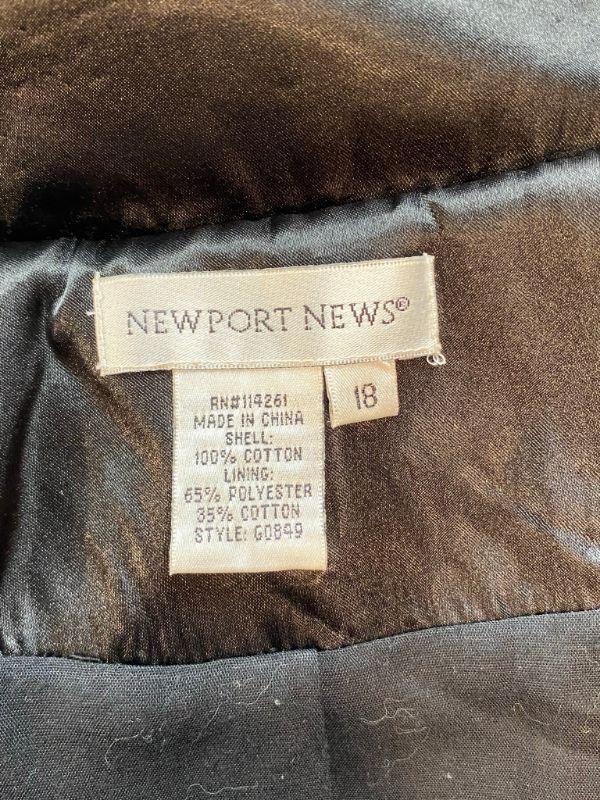 NEWPORT NEWS®
18
RN#114261
MADE IN CHINA
SHELL:
100% COTTON
LINING:
65% POLYESTER
35% COTTON
STYLE: G0849